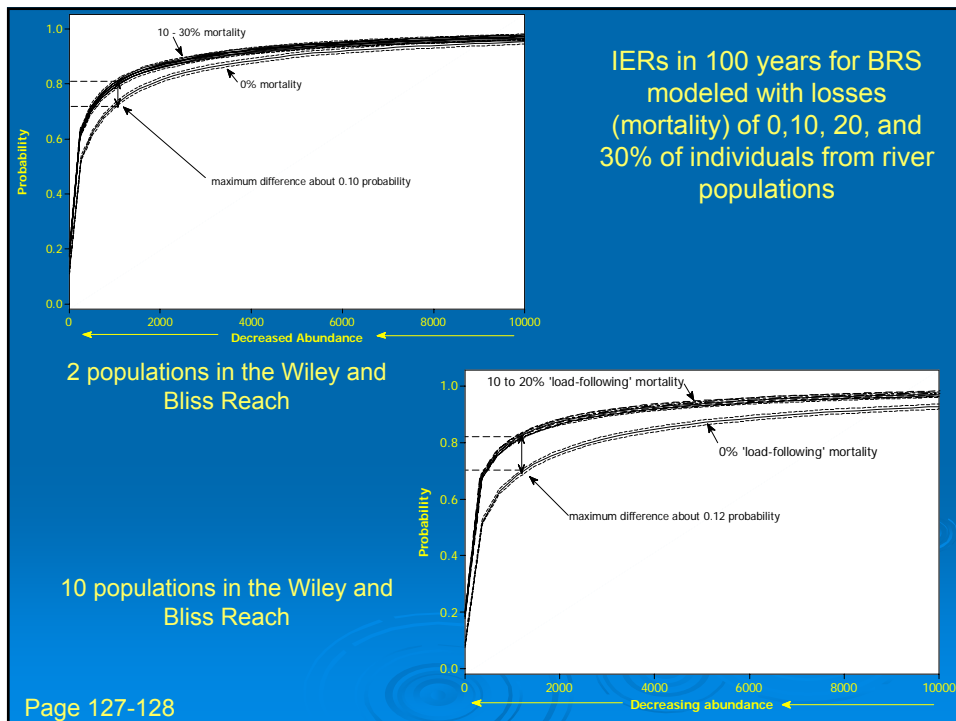 1.0
0.8
0.6
0.4
0.2
0.0
Probability
10 - 30% mortality
0% mortality
maximum difference about 0.10 probability
0 2000 4000 6000 8000 10000
Decreased Abundance
IERs in 100 years for BRS
modeled with losses
(mortality) of 0,10, 20, and
30% of individuals from river
populations
2 populations in the Wiley and
Bliss Reach
1.0
0.8
0.6
0.4
0.2
0.0
Probability
10 to 20% 'load-following' mortality
0% 'load-following' mortality
maximum difference about 0.12 probability
0 2000 4000 6000 8000 10000
Decreasing abundance
10 populations in the Wiley and
Bliss Reach
Page 127-128